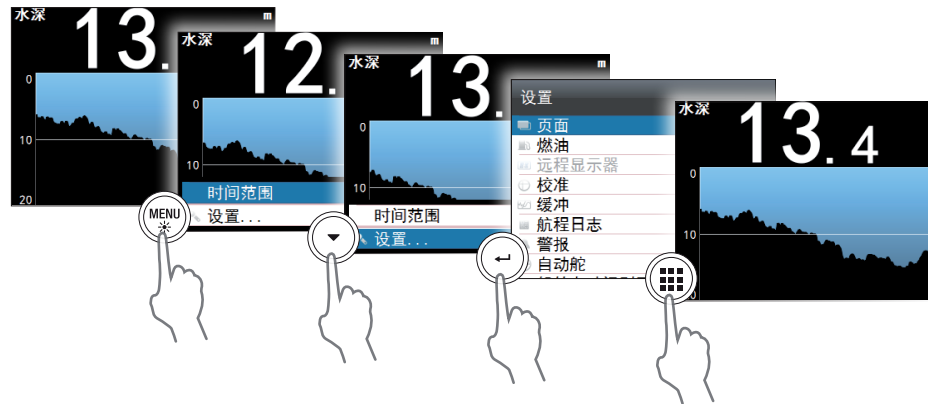 水深
m
13.
0
10
20
MENU
水深
m
12.
0
10
时间范围
设置...
水深
m
13.
0
10
时间范围
设置...
设置
页面
燃油
远程显示器
校准
缓冲
航程日志
警报
自动舵
水深
13.4
0
10